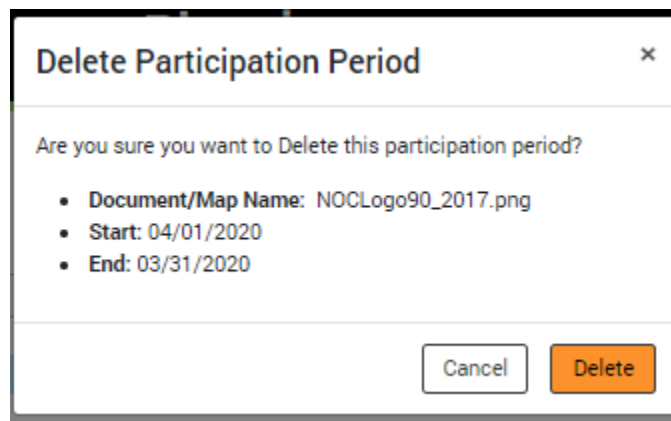 Delete Participation Period
×
Are you sure you want to Delete this participation period?
• Document/Map Name: NOCLogo90_2017.png
• Start: 04/01/2020
• End: 03/31/2020
Cancel Delete